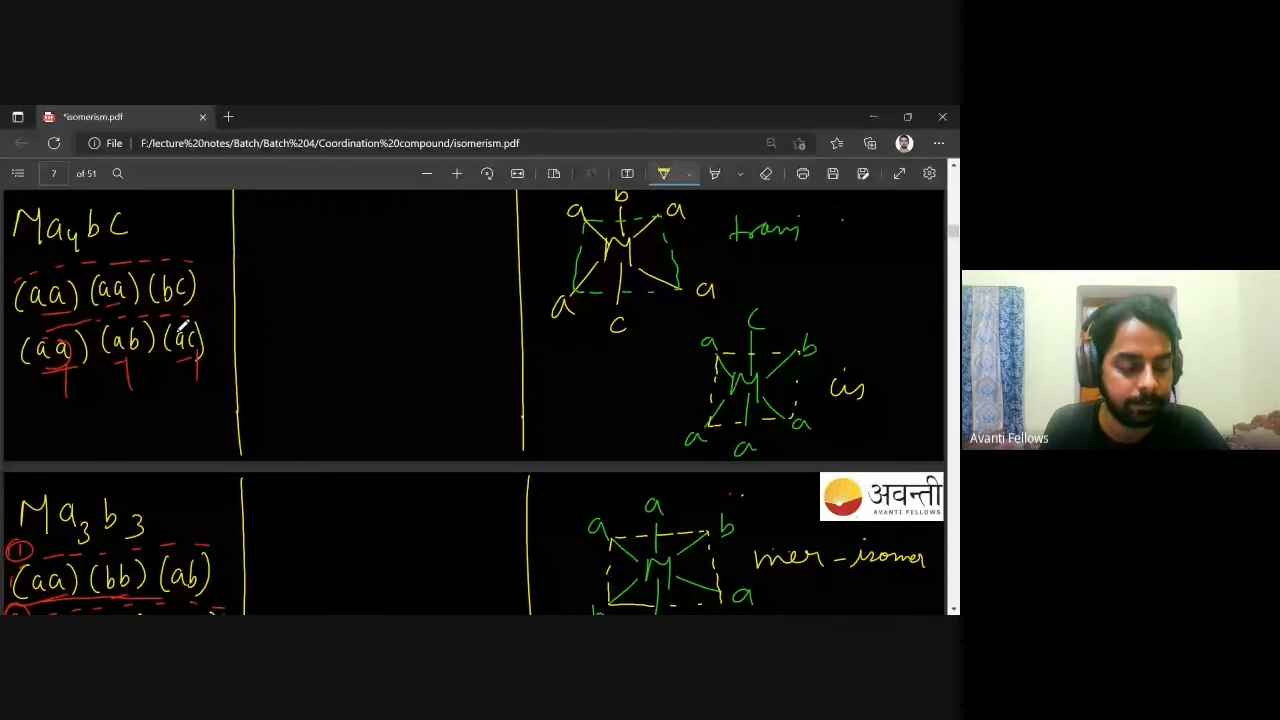 *isomerism.pdf
File F:/lecture%20notes/Batch/Batch%204/Coordination%20compound/isomerism.pdf
7 of 51
Ma4bC
(aa) (aa) (bc)
(aa) (ab) (ac)
b
a a
M
a a
c
trans
c
a b
M
a a
a
cis
Ma3b3
① (aa) (bb) (ab)
a
a b
M
a
b
mer-isomer
अवन्ती
AVANTI FELLOWS
Avanti Fellows